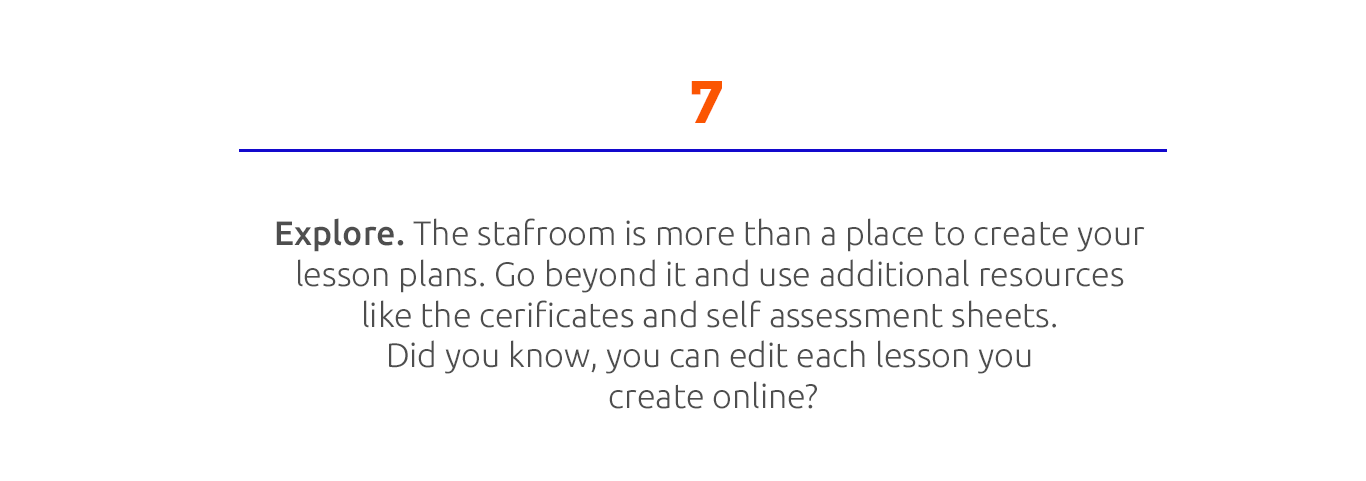 7
Explore. The stafroom is more than a place to create your
lesson plans. Go beyond it and use additional resources
like the cerificates and self assessment sheets.
Did you know, you can edit each lesson you
create online?